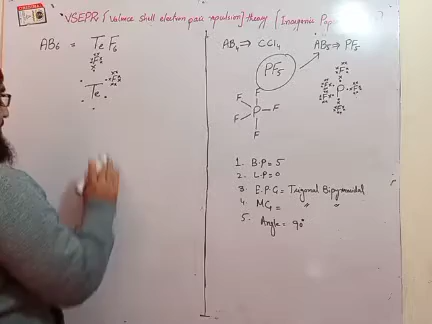 VSEPR (Valence shell electron pair repulsion) theory (Inorganic
AB6 = TeF6
F
Te F
AB4 ⇒ CCl4
AB5 ⇒ PF5
PF5
F
F P F
F
F
F
F P F
F
F
1. B.P = 5
2. L.P = 0
3 E.P.G = Trigonal Bipyramidal
4. MG = " "
5. Angle = 90°